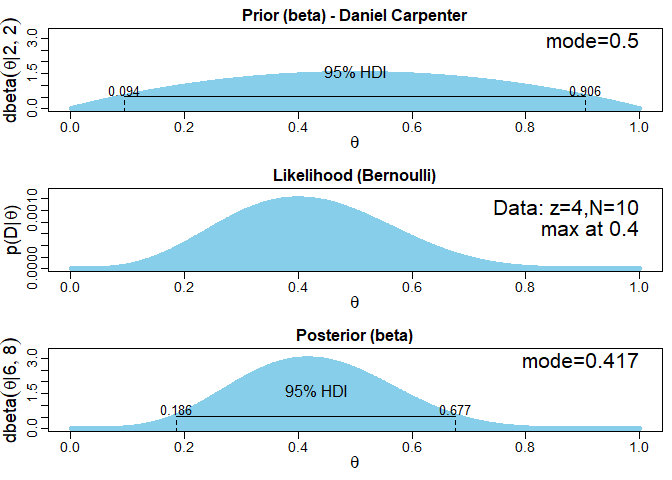 Prior (beta) - Daniel Carpenter
dbeta(θ|2, 2)
0.0 1.5 3.0
mode=0.5
95% HDI
0.094 0.906
0.0 0.2 0.4 0.6 0.8 1.0
θ
Likelihood (Bernoulli)
p(D|θ)
0.0000 0.0010
Data: z=4,N=10
max at 0.4
0.0 0.2 0.4 0.6 0.8 1.0
θ
Posterior (beta)
dbeta(θ|6, 8)
0.0 1.5 3.0
mode=0.417
95% HDI
0.186 0.677
0.0 0.2 0.4 0.6 0.8 1.0
θ